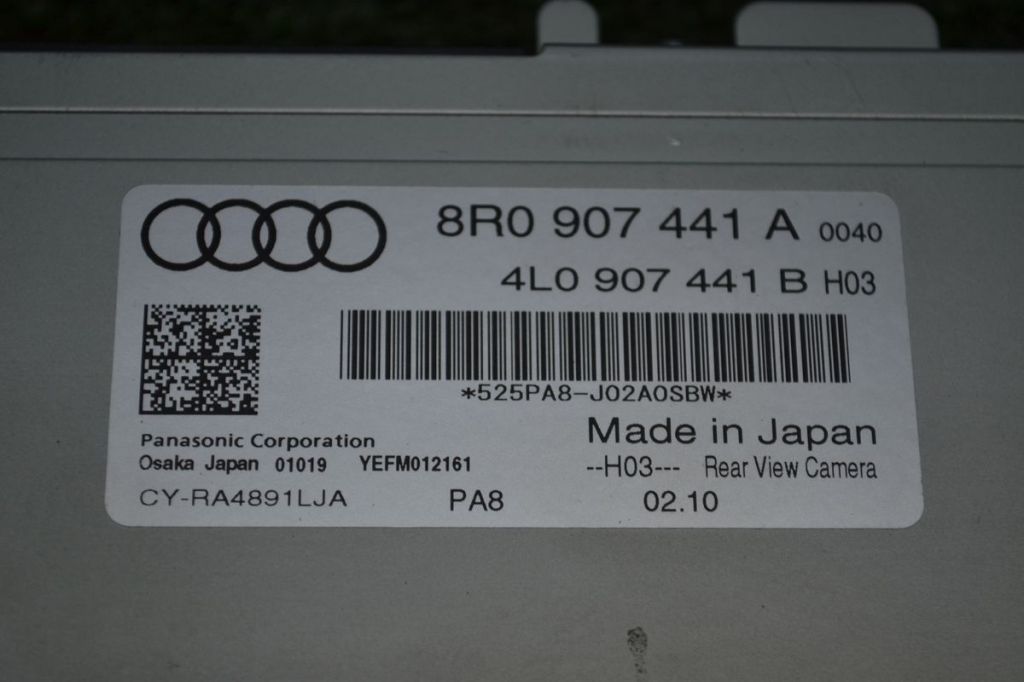 8R0 907 441 A 0040
4L0 907 441 B H03
*525PA8-J02A0SBW*
Panasonic Corporation
Made in Japan
Osaka Japan 01019 YEFM012161
--H03--- Rear View Camera
CY-RA4891LJA PA8 02.10